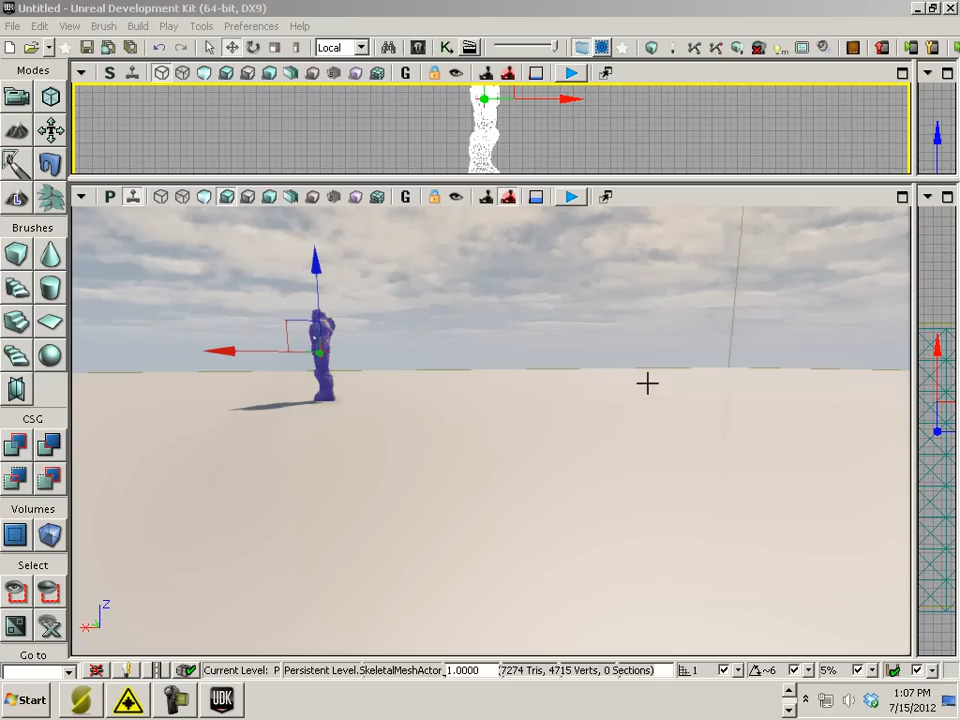 Untitled - Unreal Development Kit (64-bit, DX9)
File Edit View Brush Build Play Tools Preferences Help
Local
Modes
S G
P G
Brushes:
CSG
Volumes
Select
Go to
Z
X
Current Level: P Persistent Level.SkeletalMeshActor_ 1.0000 (7274 Tris, 4715 Verts, 0 Sections) 1 ~6 5%
Start UDK 1:07 PM
7/15/2012